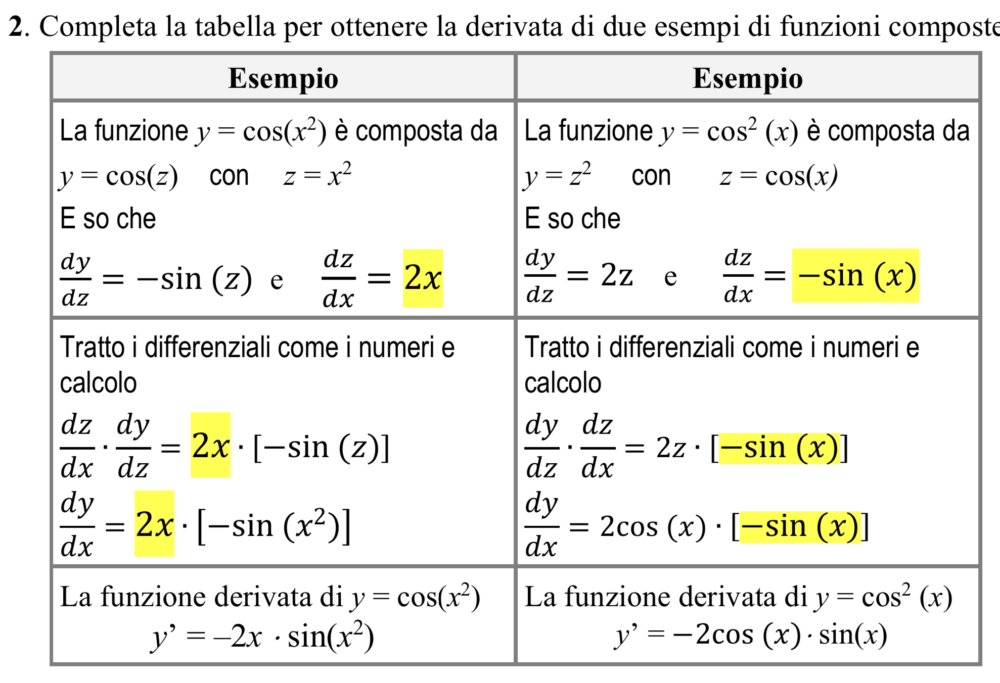 2. Completa la tabella per ottenere la derivata di due esempi di funzioni composte
Esempio
La funzione y = cos(x²) è composta da
y = cos(z) con z = x²
E so che
dy/dz = −sin (z) e dz/dx = 2x
Tratto i differenziali come i numeri e
calcolo
dz/dx · dy/dz = 2x · [−sin (z)]
dy/dx = 2x · [−sin (x²)]
La funzione derivata di y = cos(x²)
y’ = –2x · sin(x²)
Esempio
La funzione y = cos² (x) è composta da
y = z² con z = cos(x)
E so che
dy/dz = 2z e dz/dx = −sin (x)
Tratto i differenziali come i numeri e
calcolo
dy/dz · dz/dx = 2z · [−sin (x)]
dy/dx = 2cos (x) · [−sin (x)]
La funzione derivata di y = cos² (x)
y’ = −2cos (x) · sin(x)